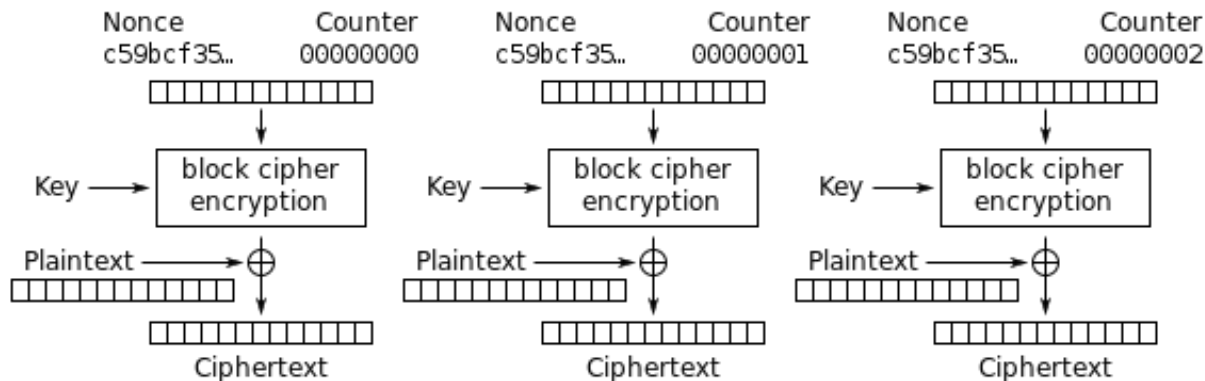 Nonce Counter Nonce Counter Nonce Counter
c59bcf35… 00000000 c59bcf35… 00000001 c59bcf35… 00000002
block cipher block cipher block cipher
Key encryption Key encryption Key encryption
Plaintext Plaintext Plaintext
Ciphertext Ciphertext Ciphertext